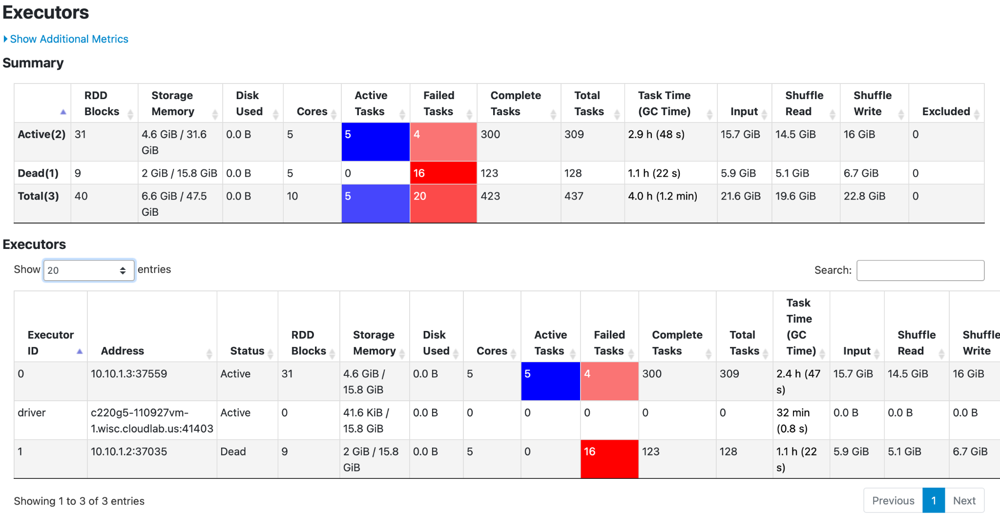 Executors
Show Additional Metrics
Summary
RDD Blocks Storage Memory Disk Used Cores Active Tasks Failed Tasks Complete Tasks Total Tasks Task Time (GC Time) Input Shuffle Read Shuffle Write Excluded
Active(2) 31 4.6 GiB / 31.6 GiB 0.0 B 5 5 4 300 309 2.9 h (48 s) 15.7 GiB 14.5 GiB 16 GiB 0
Dead(1) 9 2 GiB / 15.8 GiB 0.0 B 5 0 16 123 128 1.1 h (22 s) 5.9 GiB 5.1 GiB 6.7 GiB 0
Total(3) 40 6.6 GiB / 47.5 GiB 0.0 B 10 5 20 423 437 4.0 h (1.2 min) 21.6 GiB 19.6 GiB 22.8 GiB 0
Executors
Show 20 entries Search:
Executor ID Address Status RDD Blocks Storage Memory Disk Used Cores Active Tasks Failed Tasks Complete Tasks Total Tasks Task Time (GC Time) Input Shuffle Read Shuffle Write
0 10.10.1.3:37559 Active 31 4.6 GiB / 15.8 GiB 0.0 B 5 5 4 300 309 2.4 h (47 s) 15.7 GiB 14.5 GiB 16 GiB
driver c220g5-110927vm-1.wisc.cloudlab.us:41403 Active 0 41.6 KiB / 15.8 GiB 0.0 B 0 0 0 0 0 32 min (0.8 s) 0.0 B 0.0 B 0.0 B
1 10.10.1.2:37035 Dead 9 2 GiB / 15.8 GiB 0.0 B 5 0 16 123 128 1.1 h (22 s) 5.9 GiB 5.1 GiB 6.7 GiB
Showing 1 to 3 of 3 entries Previous 1 Next